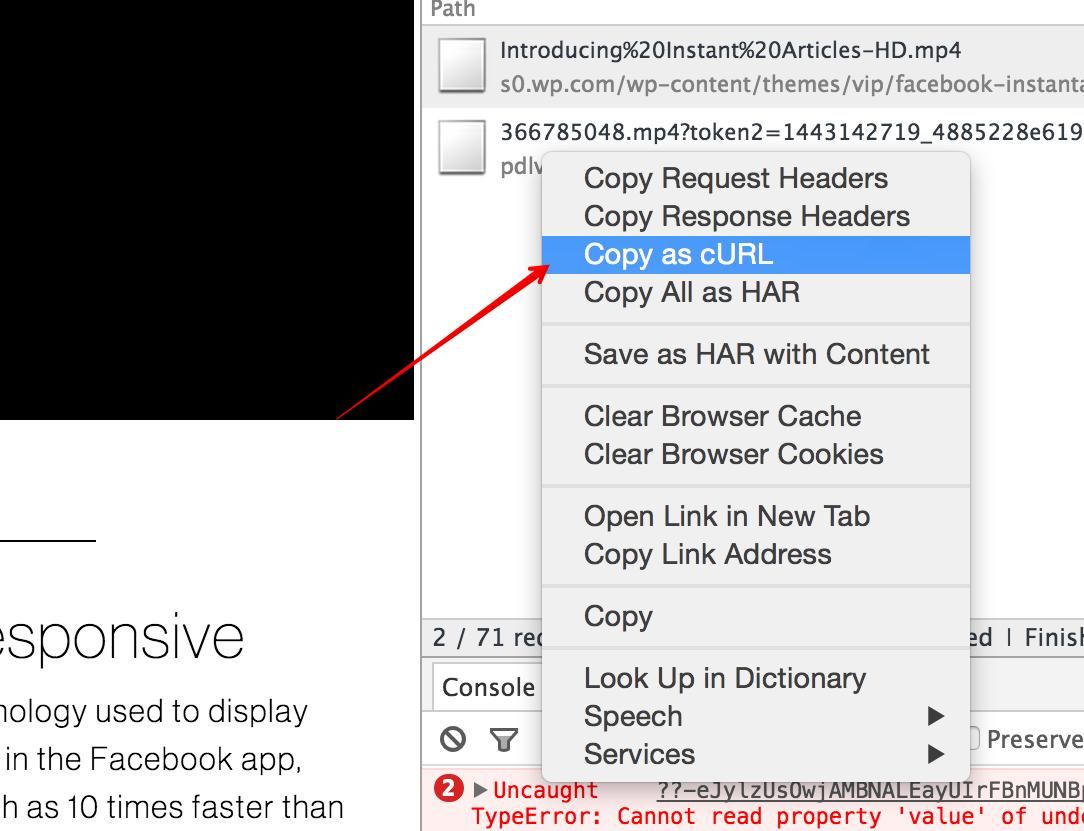 Path
Introducing%20Instant%20Articles-HD.mp4
s0.wp.com/wp-content/themes/vip/facebook-insta
366785048.mp4?token2=1443142719_4885228e619
pdlv
Copy Request Headers
Copy Response Headers
Copy as cURL
Copy All as HAR
Save as HAR with Content
Clear Browser Cache
Clear Browser Cookies
Open Link in New Tab
Copy Link Address
Copy
Look Up in Dictionary
Speech
Services
2 / 71 req
ed | Finish
Console
Preserve
2
Uncaught ??-eJylzUsOwjAMBNALEayUIrFBnMUNB
TypeError: Cannot read property 'value' of unde
esponsive
nology used to display
in the Facebook app,
h as 10 times faster than